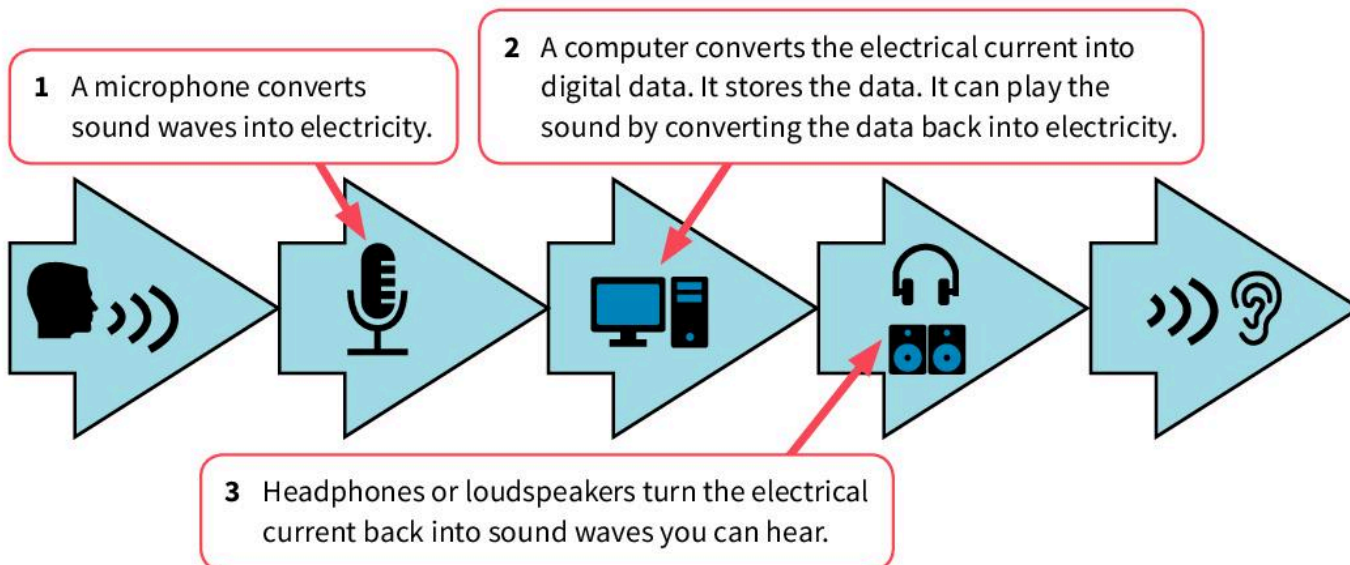 1 A microphone converts
sound waves into electricity.
2 A computer converts the electrical current into
digital data. It stores the data. It can play the
sound by converting the data back into electricity.
3 Headphones or loudspeakers turn the electrical
current back into sound waves you can hear.